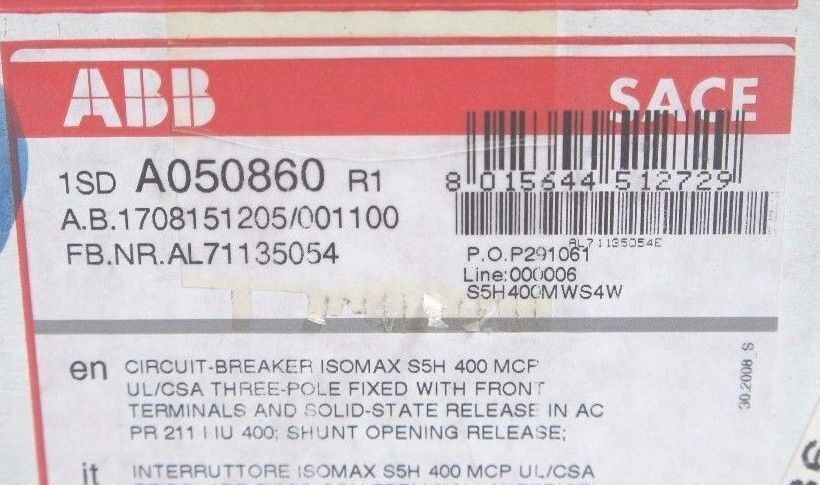 ABB
SACE
1SD A050860 R1
8 015644 512729
A.B.1708151205/001100
FB.NR.AL71135054
AL71135054E
P.O.P291061
Line:000006
S5H400MWS4W
30.2008_S
en CIRCUIT-BREAKER ISOMAX S5H 400 MCP
UL/CSA THREE-POLE FIXED WITH FRONT
TERMINALS AND SOLID-STATE RELEASE IN AC
PR 211 I IU 400; SHUNT OPENING RELEASE;
it INTERRUTTORE ISOMAX S5H 400 MCP UL/CSA